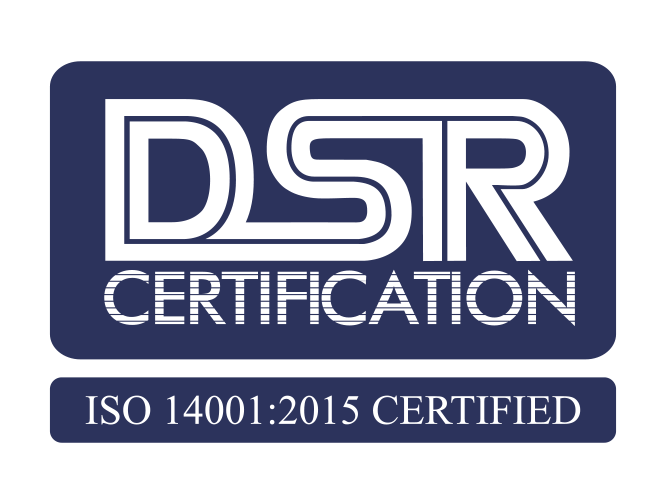 DSR
CERTIFICATION
ISO 14001:2015 CERTIFIED